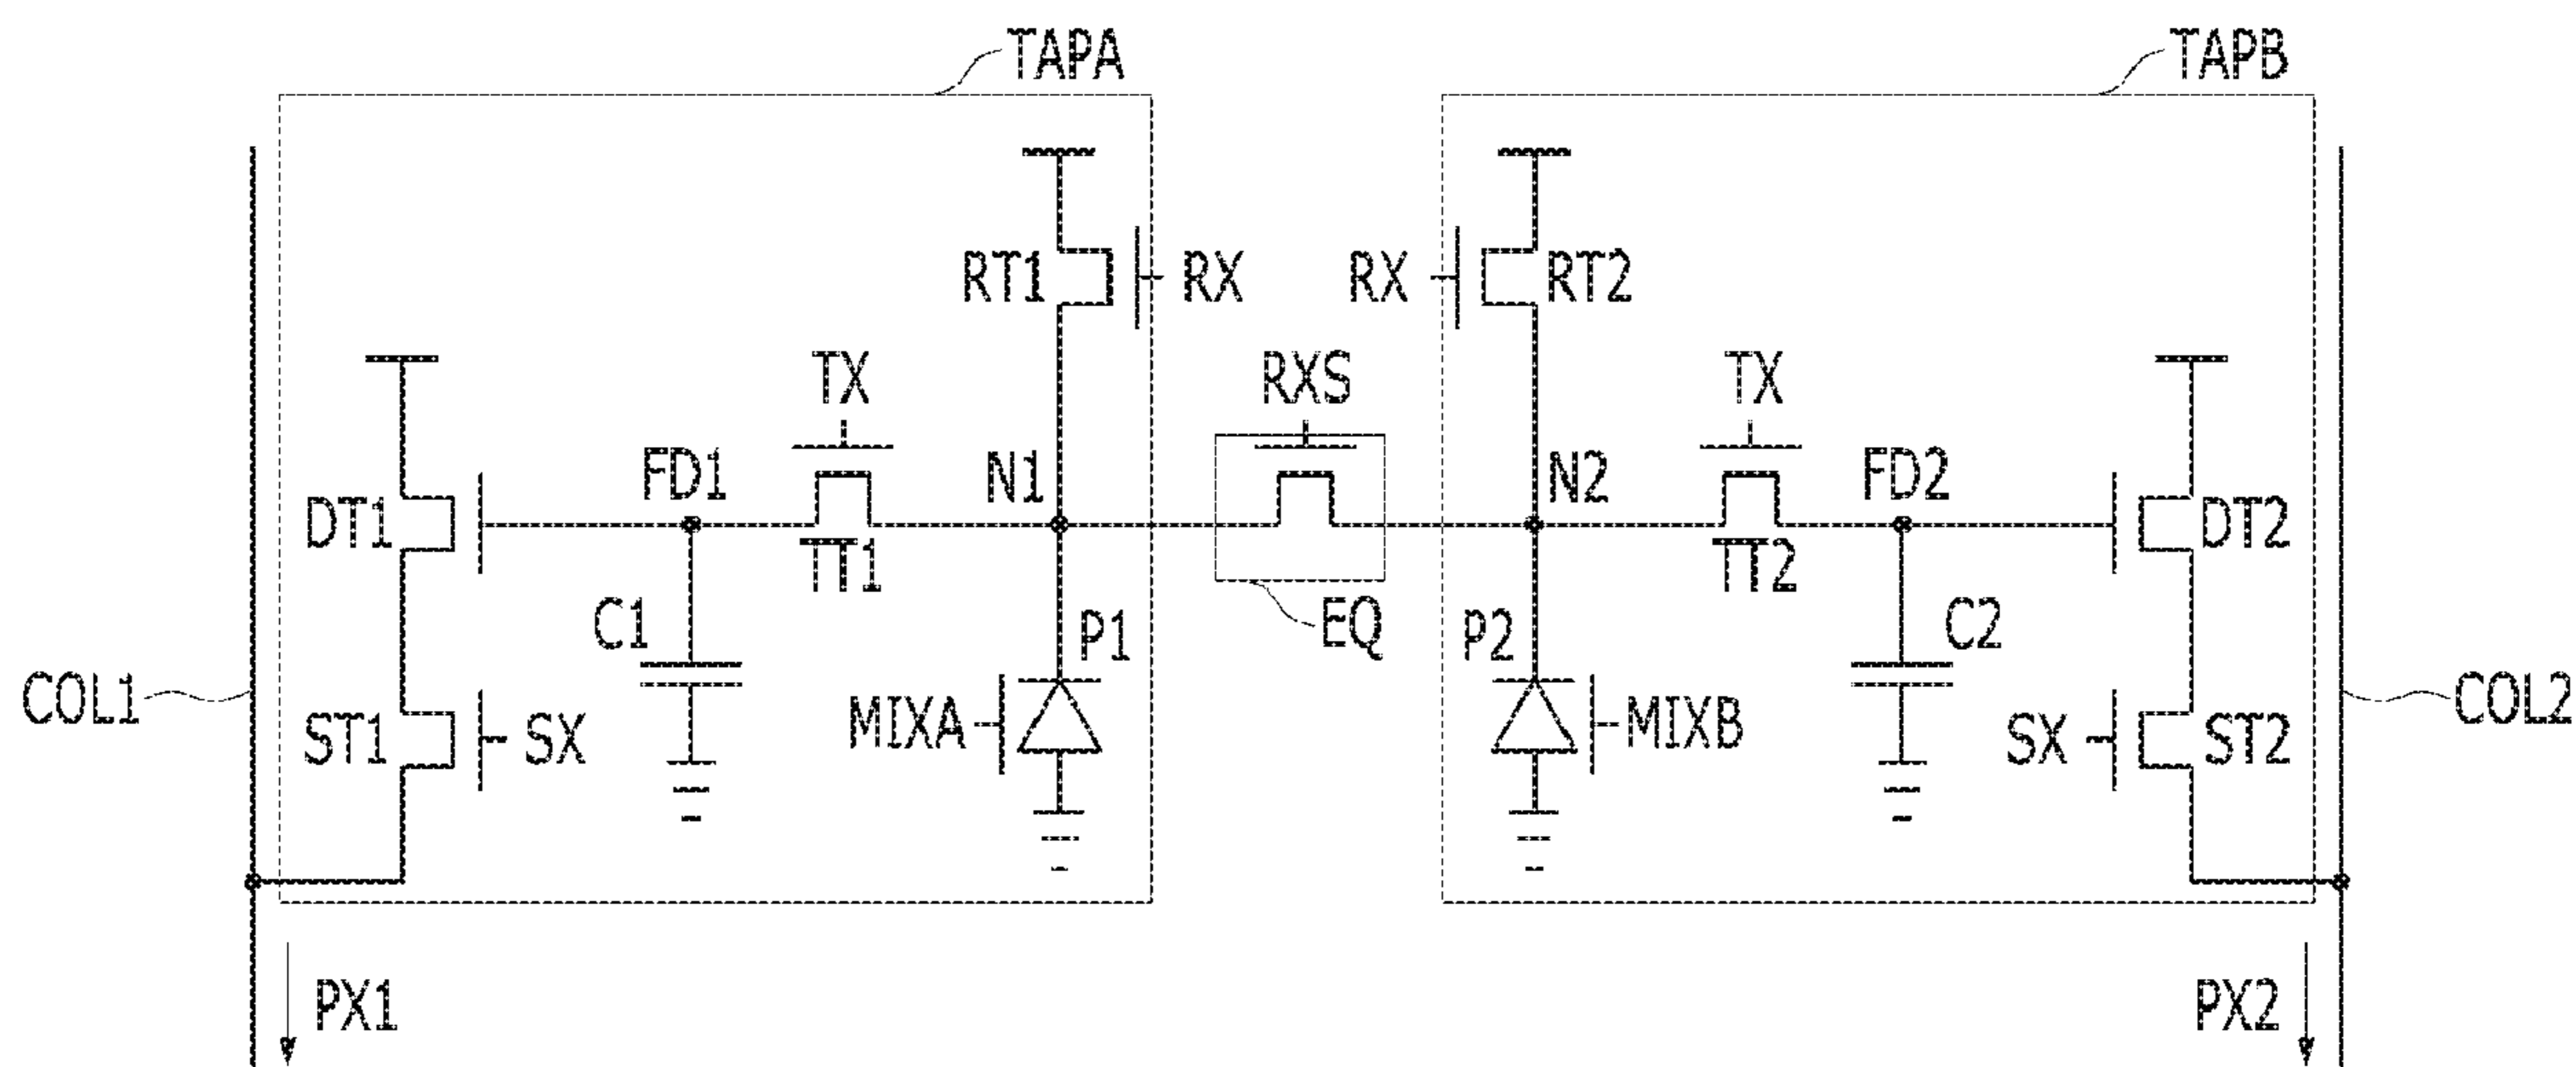 TAPA
TAPB
RT1
RX
RX
RT2
TX
RXS
TX
FD1
N1
N2
FD2
DT1
TT1
TT2
DT2
C1
P1
EQ
P2
C2
COL1
ST1
SX
MIXA
MIXB
SX
ST2
COL2
PX1
PX2